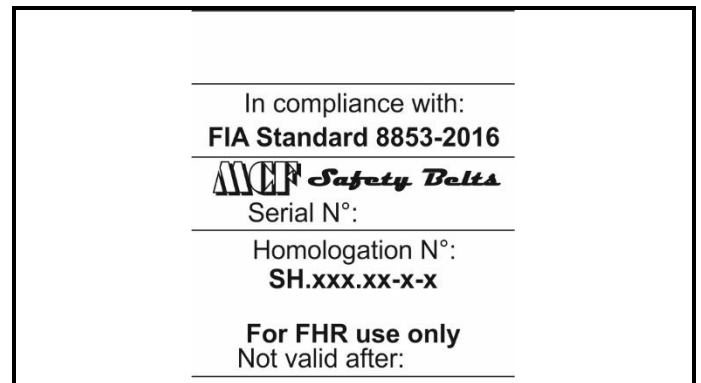 In compliance with:
FIA Standard 8853-2016
MCF Safety Belts
Serial N°:
Homologation N°:
SH.xxx.xx-x-x
For FHR use only
Not valid after: